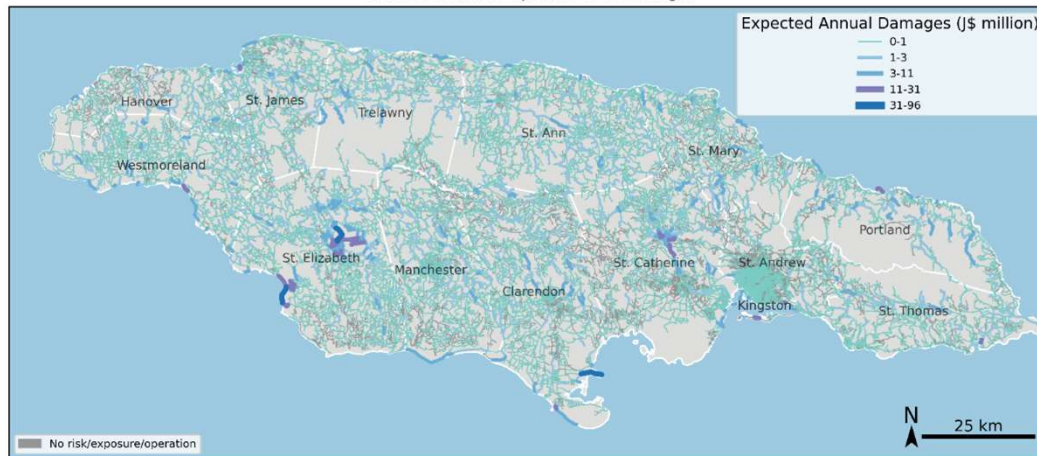 Expected Annual Damages (J$ million)
0-1
1-3
3-11
11-31
31-96
Hanover
St. James
Trelawny
St. Ann
St. Mary
Westmoreland
Portland
St. Elizabeth
Manchester
St. Catherine
St. Andrew
Clarendon
Kingston
St. Thomas
N
25 km
No risk/exposure/operation